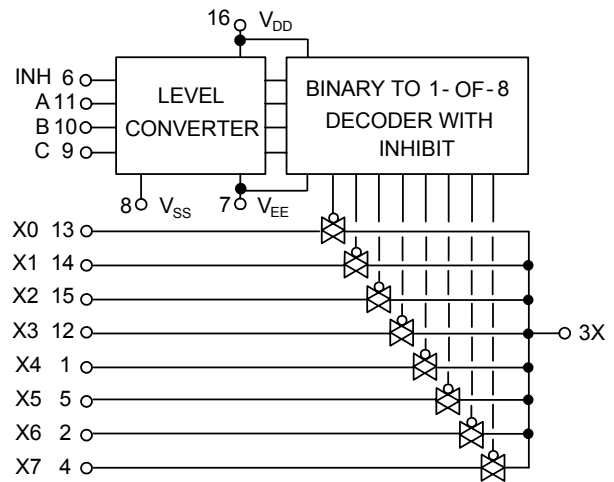 16 VDD
INH 6
A 11
B 10
C 9
LEVEL
CONVERTER
BINARY TO 1-OF-8
DECODER WITH
INHIBIT
8 VSS
7 VEE
X0 13
X1 14
X2 15
X3 12
X4 1
X5 5
X6 2
X7 4
3X